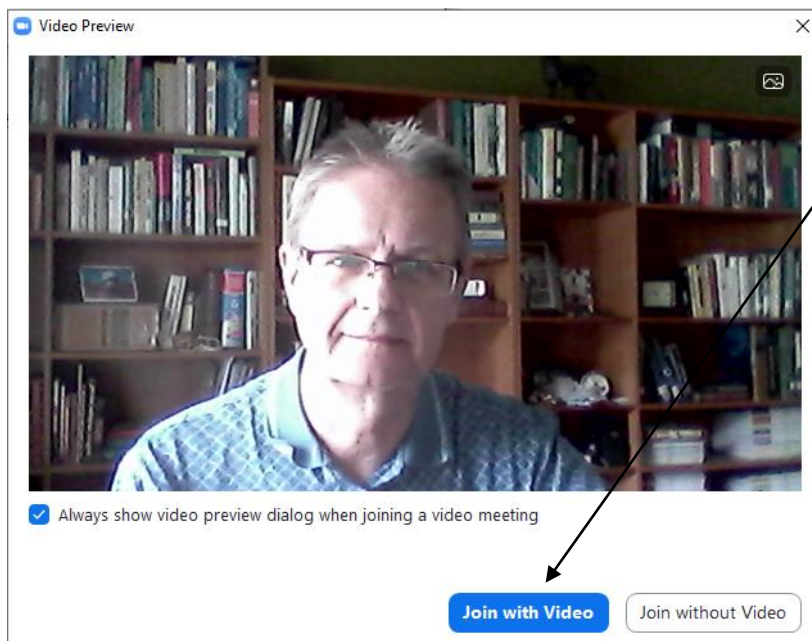 Video Preview
Always show video preview dialog when joining a video meeting
Join with Video
Join without Video